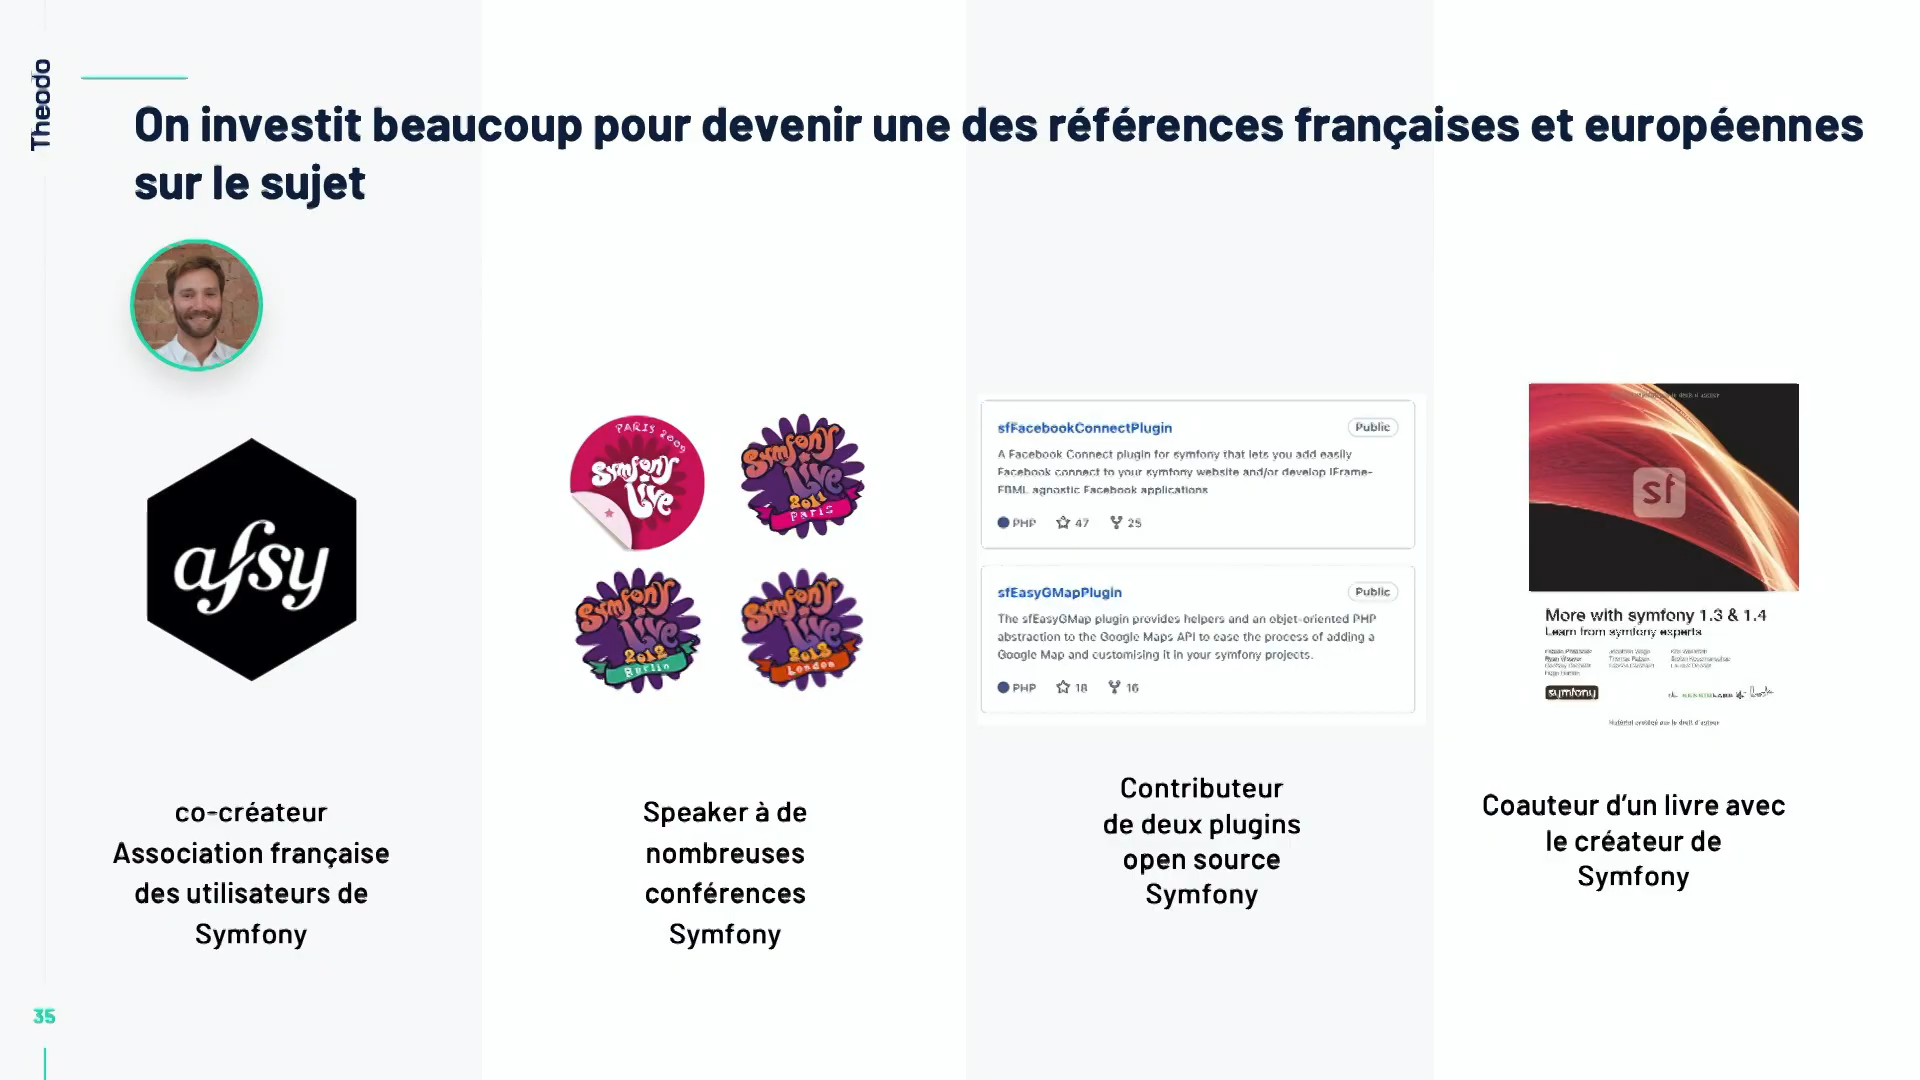 Theodo
On investit beaucoup pour devenir une des références françaises et européennes
sur le sujet
afsy
co-créateur
Association française
des utilisateurs de
Symfony
PARIS 2009
Symfony
Live
Symfony
Live
2011
Paris
Symfony
Live
2012
Berlin
Symfony
Live
2012
London
Speaker à de
nombreuses
conférences
Symfony
sfFacebookConnectPlugin
Public
A Facebook Connect plugin for symfony that lets you add easily
Facebook connect to your symfony website and/or develop IFrame-
FBML agnostic Facebook applications
PHP 47 25
sfEasyGMapPlugin
Public
The sfEasyGMap plugin provides helpers and an objet-oriented PHP
abstraction to the Google Maps API to ease the process of adding a
Google Map and customising it in your symfony projects.
PHP 18 16
Contributeur
de deux plugins
open source
Symfony
sf
More with symfony 1.3 & 1.4
Learn from symfony experts
symfony
Matériel protégé par le droit d'auteur
Coauteur d’un livre avec
le créateur de
Symfony
35